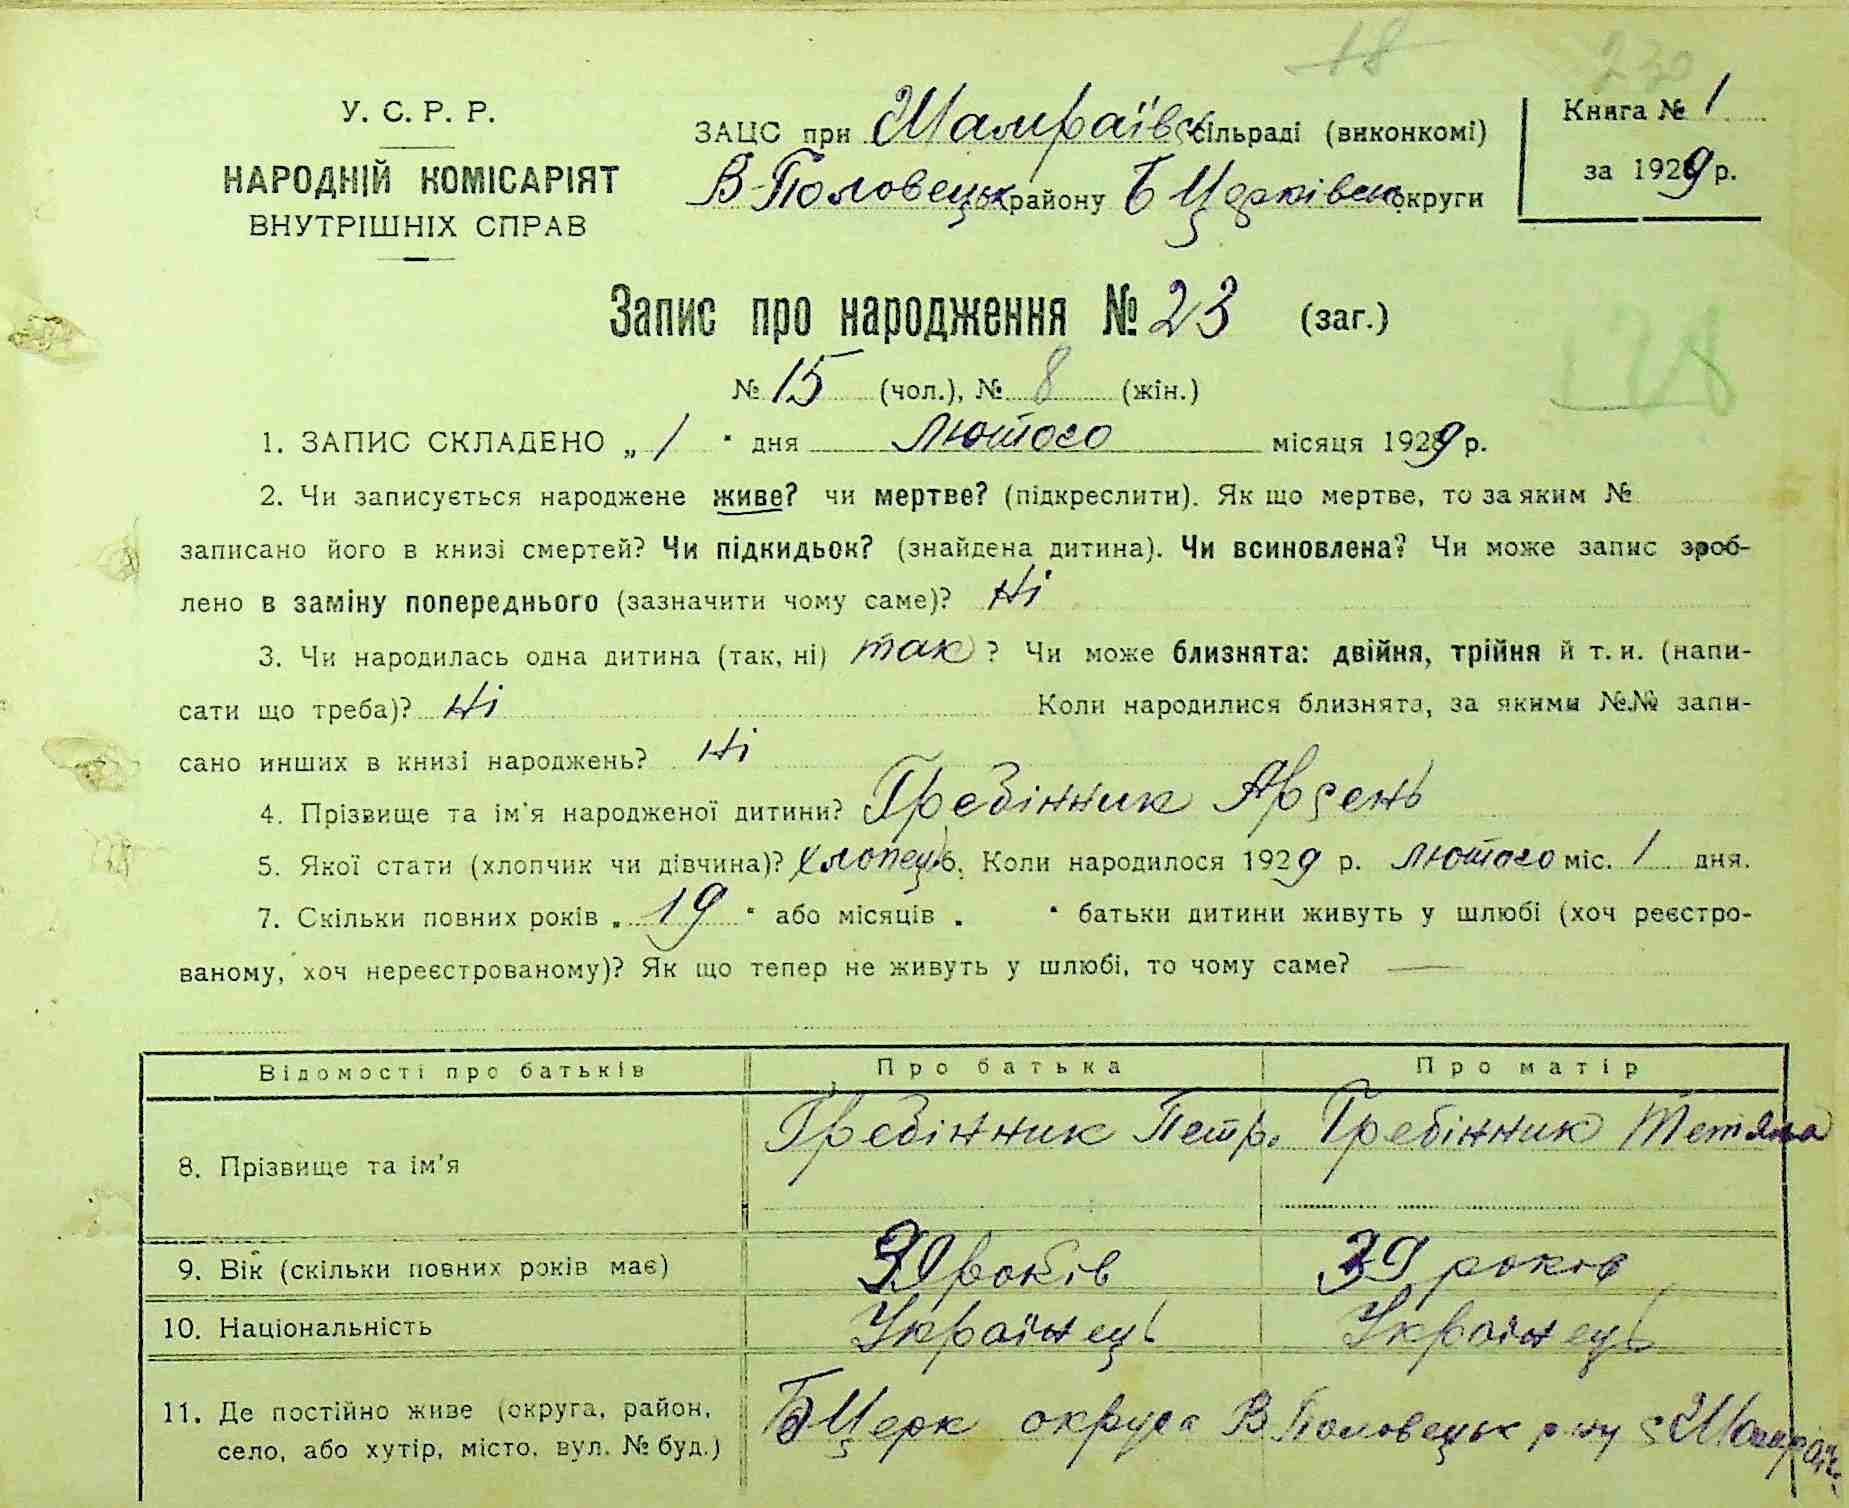 18 230
У. С. Р. Р.
НАРОДНІЙ КОМІСАРІЯТ
ВНУТРІШНІХ СПРАВ
ЗАЦС при Шамраївс сільраді (виконкомі)
В-Половецьк району Б Церківськ округи
Книга № 1
за 1929 р.
Запис про народження № 23 (заг.)
№ 15 (чол.), № 8 (жін.)
1. ЗАПИС СКЛАДЕНО „ 1 " дня лютого місяця 1929 р.
2. Чи записується народжене живе? чи мертве? (підкреслити). Як що мертве, то за яким №
записано його в книзі смертей? Чи підкидьок? (знайдена дитина). Чи всиновлена? Чи може запис зроб-
лено в заміну попереднього (зазначити чому саме)? Ні
3. Чи народилась одна дитина (так, ні) так ? Чи може близнята: двійня, трійня й т. и. (напи-
сати що треба)? Ні Коли народилися близнята, за якими №№ запи-
сано инших в книзі народжень? Ні
4. Прізвище та ім'я народженої дитини? Гребінник Арсень
5. Якої стати (хлопчик чи дівчина)? хлопець. Коли народилося 1929 р. лютого міс. 1 дня.
7. Скільки повних років „ 19 " або місяців „ " батьки дитини живуть у шлюбі (хоч реєстро-
ваному, хоч нереєстрованому)? Як що тепер не живуть у шлюбі, то чому саме? —
Відомості про батьків Про батька Про матір
8. Прізвище та ім'я Гребінник Петр. Гребінник Тетяна
9. Вік (скільки повних років має) 39 років 39 років
10. Національність Українець Українець
11. Де постійно живе (округа, район,
село, або хутір, місто, вул. № буд.)
БЦерк округа В Половецьк р-ну с Шамраїв